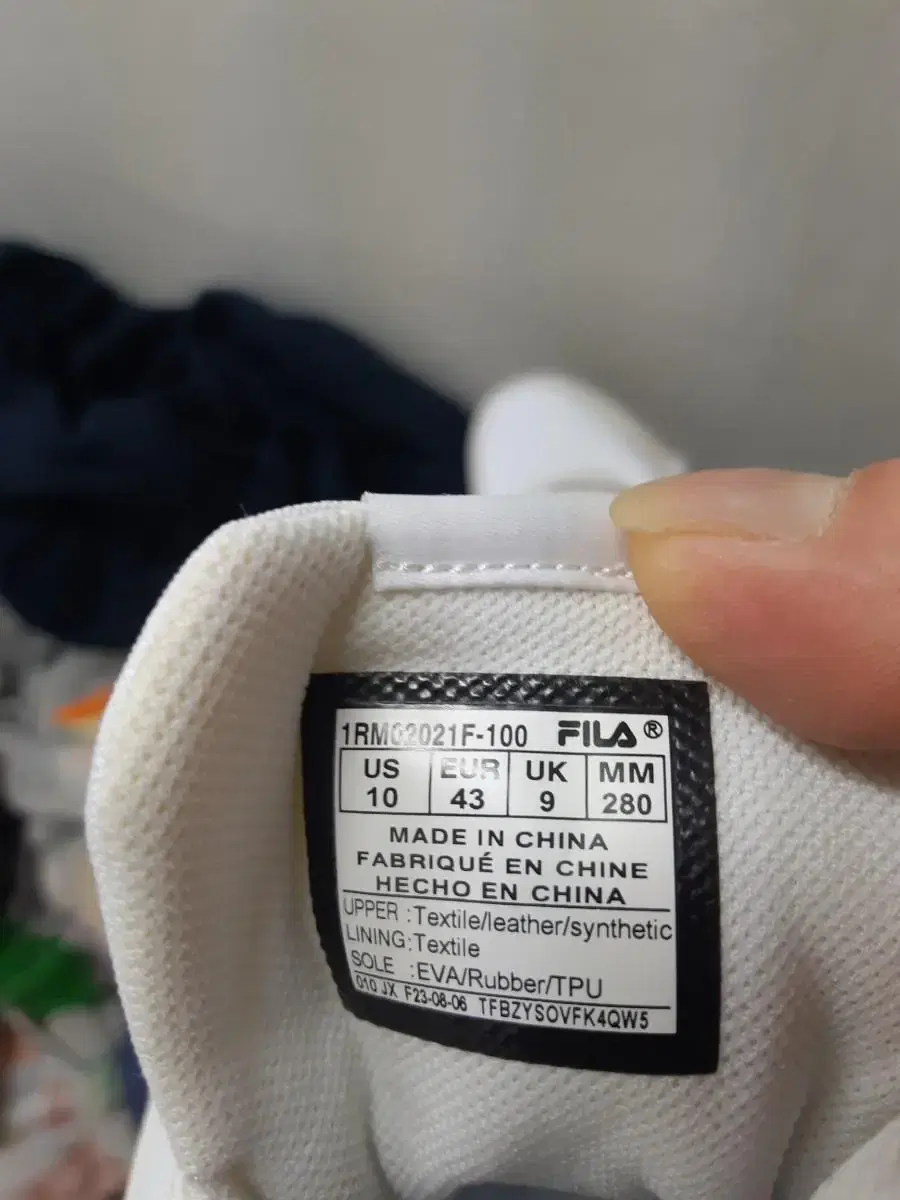 1RM02021F-100 FILA®
US EUR UK MM
10 43 9 280
MADE IN CHINA
FABRIQUÉ EN CHINE
HECHO EN CHINA
UPPER :Textile/leather/synthetic
LINING:Textile
SOLE :EVA/Rubber/TPU
010 JX F23-08-06 TFBZYSOVFK4QW5